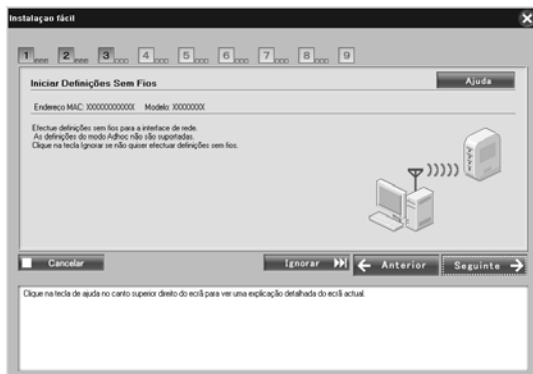 Instalaçao fácil
1 2 3 4 5 6 7 8 9
Iniciar Definições Sem Fios
Ajuda
Endereço MAC: XXXXXXXXXXXX Modelo: XXXXXXXX
Efectue definições sem fios para a interface de rede.
As definições do modo Adhoc não são suportadas.
Clique na tecla Ignorar se não quiser efectuar definições sem fios.
Cancelar
Ignorar
Anterior
Seguinte
Clique na tecla de ajuda no canto superior direito do ecrã para ver uma explicação detalhada do ecrã actual.